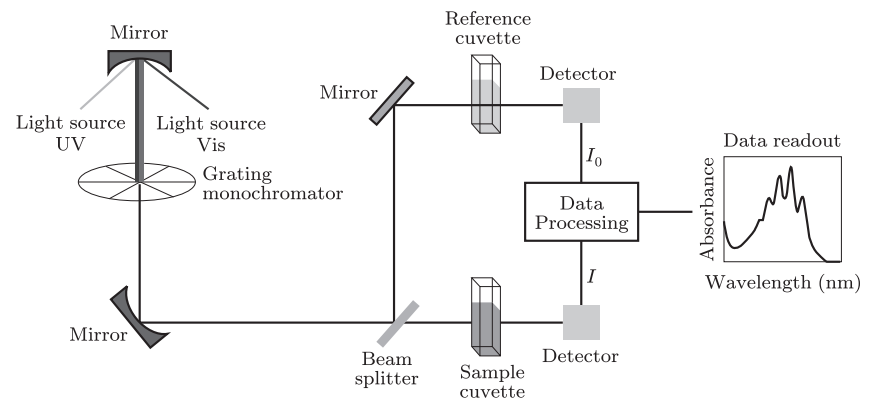 Reference
cuvette
Mirror
Detector
Mirror
Light source
UV
Light source
Vis
Data readout
I₀
Grating
monochromator
Absorbance
Data
Processing
I
Wavelength (nm)
Mirror
Detector
Beam
splitter
Sample
cuvette